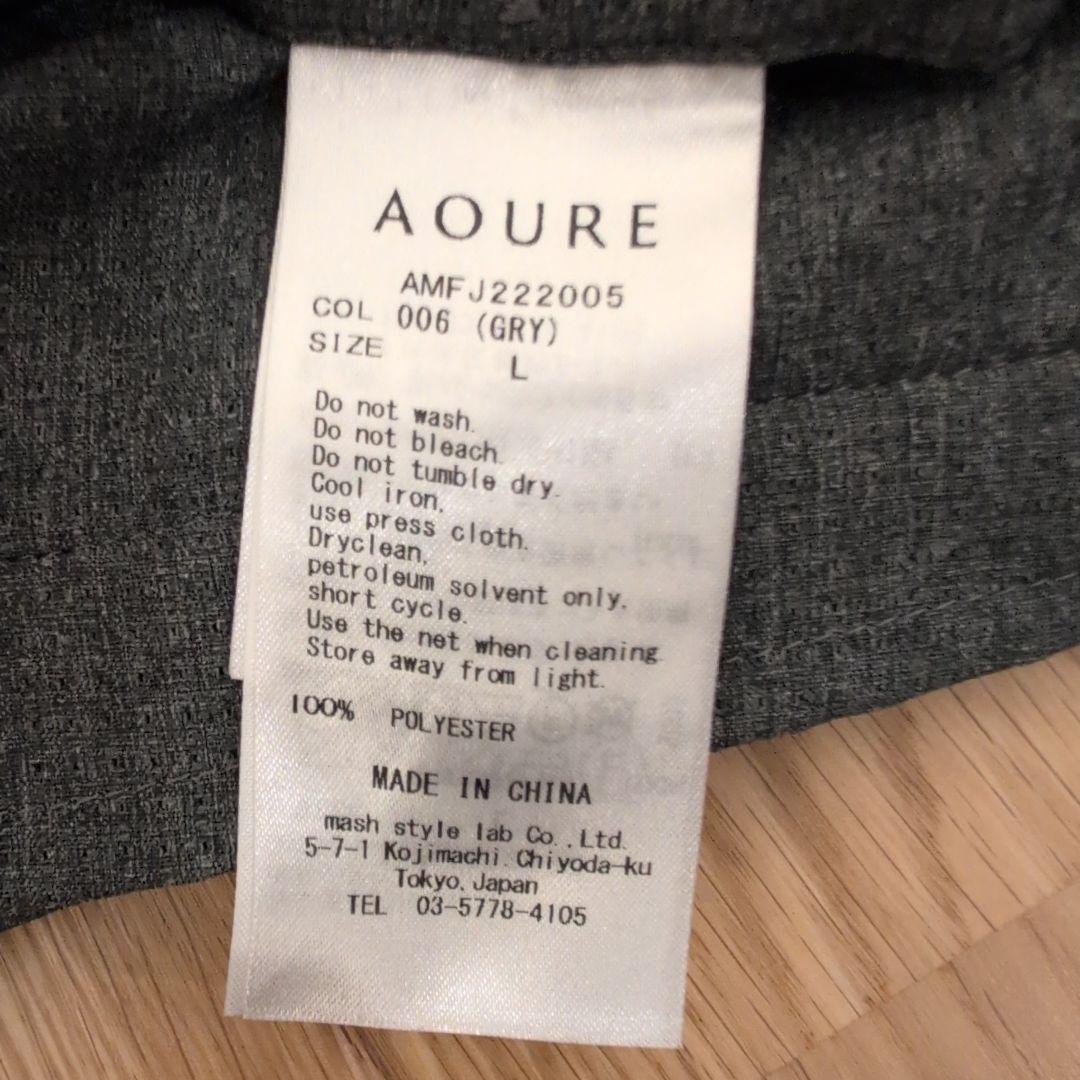 AOURE
AMFJ222005
COL 006 (GRY)
SIZE L
Do not wash.
Do not bleach.
Do not tumble dry.
Cool iron,
use press cloth.
Dryclean,
petroleum solvent only,
short cycle.
Use the net when cleaning.
Store away from light.
100% POLYESTER
MADE IN CHINA
mash style lab Co.,Ltd.
5-7-1 Kojimachi.Chiyoda-ku
Tokyo,Japan
TEL 03-5778-4105